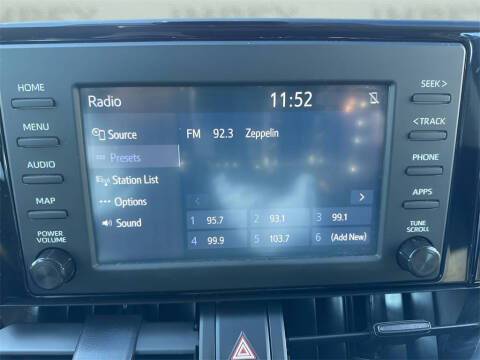 HOME
MENU
AUDIO
MAP
POWER
VOLUME
Radio
11:52
Source
Presets
Station List
Options
Sound
FM 92.3 Zeppelin
1 95.7
2 93.1
3 99.1
4 99.9
5 103.7
6 (Add New)
SEEK>
<TRACK
PHONE
APPS
TUNE
SCROLL